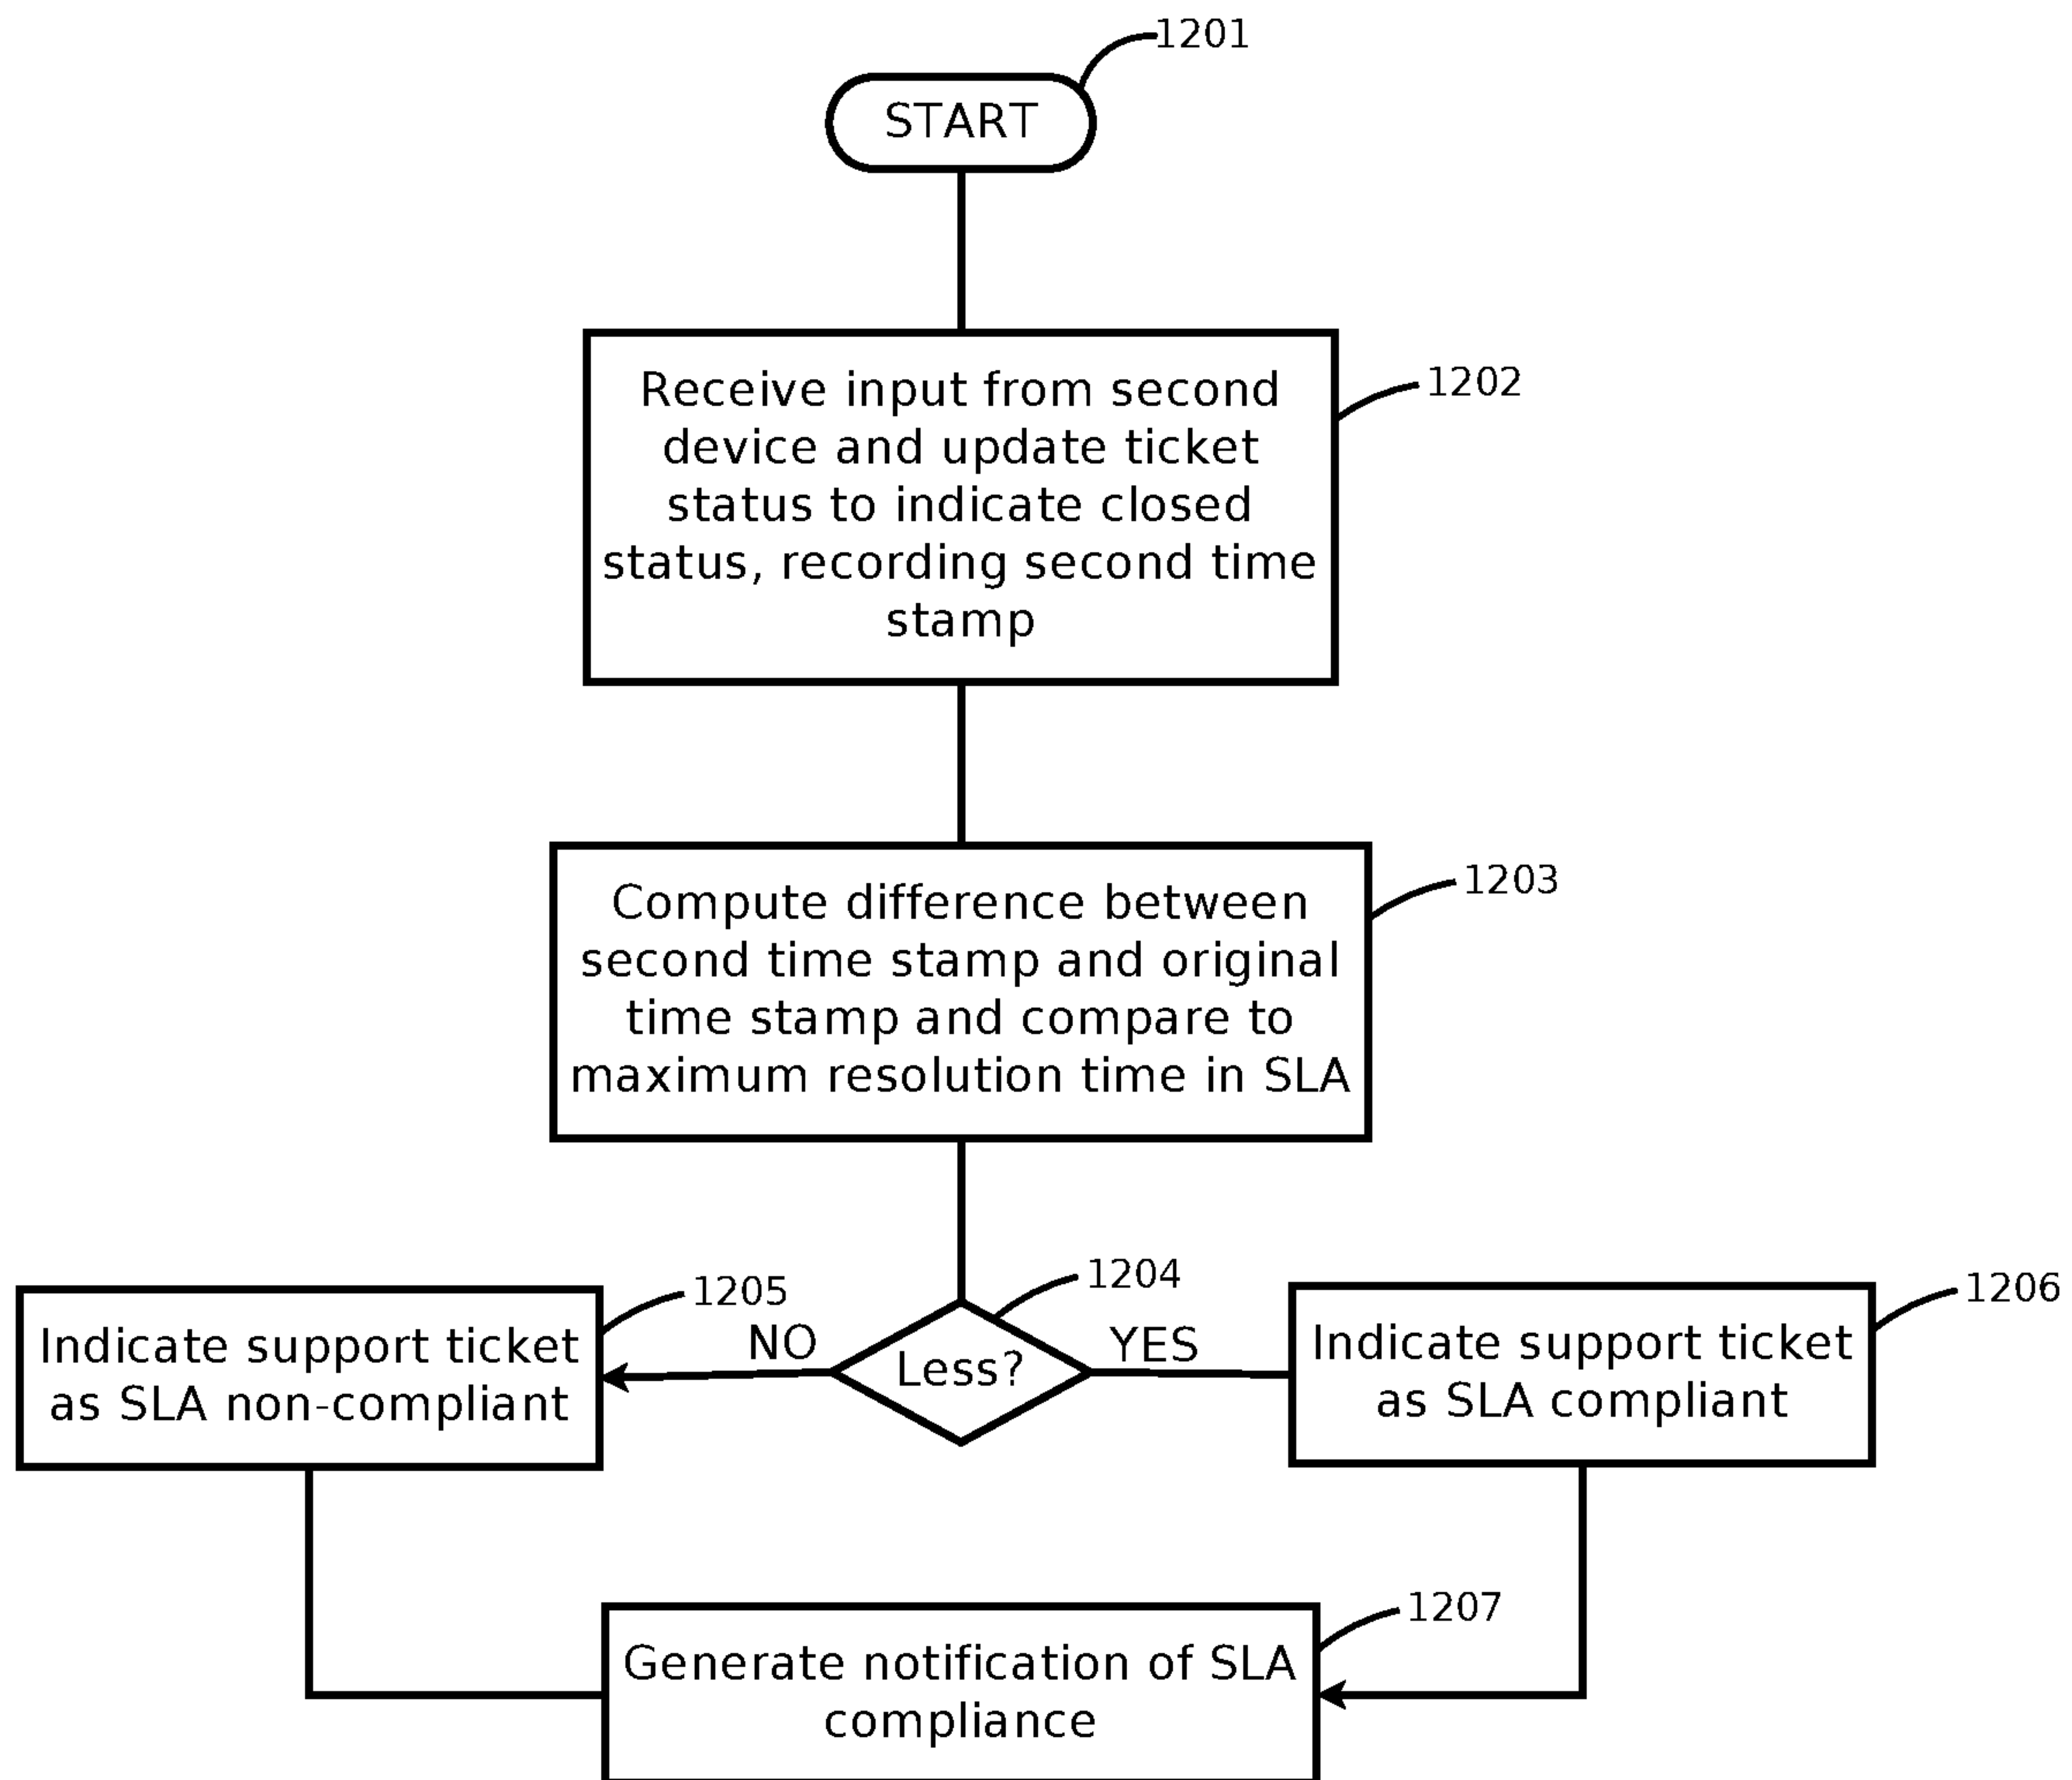 1201
START
Receive input from second
device and update ticket
status to indicate closed
status, recording second time
stamp
1202
Compute difference between
second time stamp and original
time stamp and compare to
maximum resolution time in SLA
1203
1204
Less?
NO
YES
1205
Indicate support ticket
as SLA non-compliant
1206
Indicate support ticket
as SLA compliant
1207
Generate notification of SLA
compliance